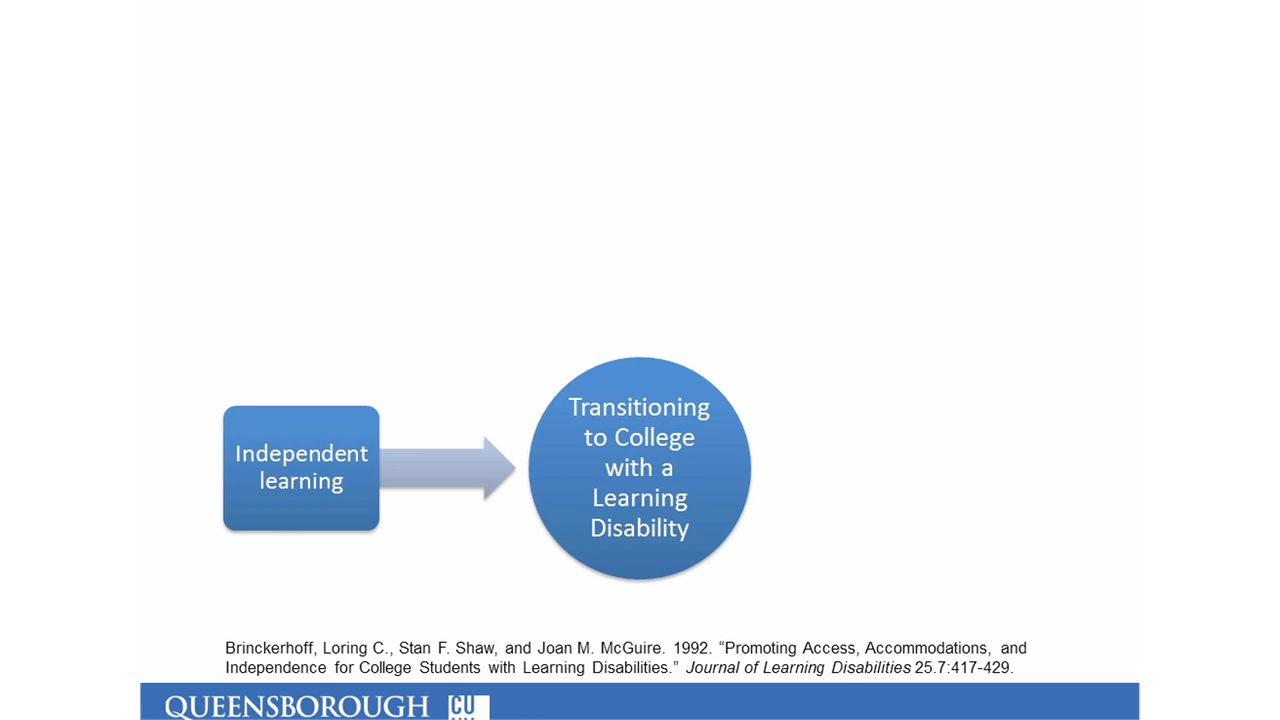 Independent
learning
Transitioning
to College
with a
Learning
Disability
Brinckerhoff, Loring C., Stan F. Shaw, and Joan M. McGuire. 1992. “Promoting Access, Accommodations, and
Independence for College Students with Learning Disabilities.” Journal of Learning Disabilities 25.7:417-429.
QUEENSBOROUGH
CU